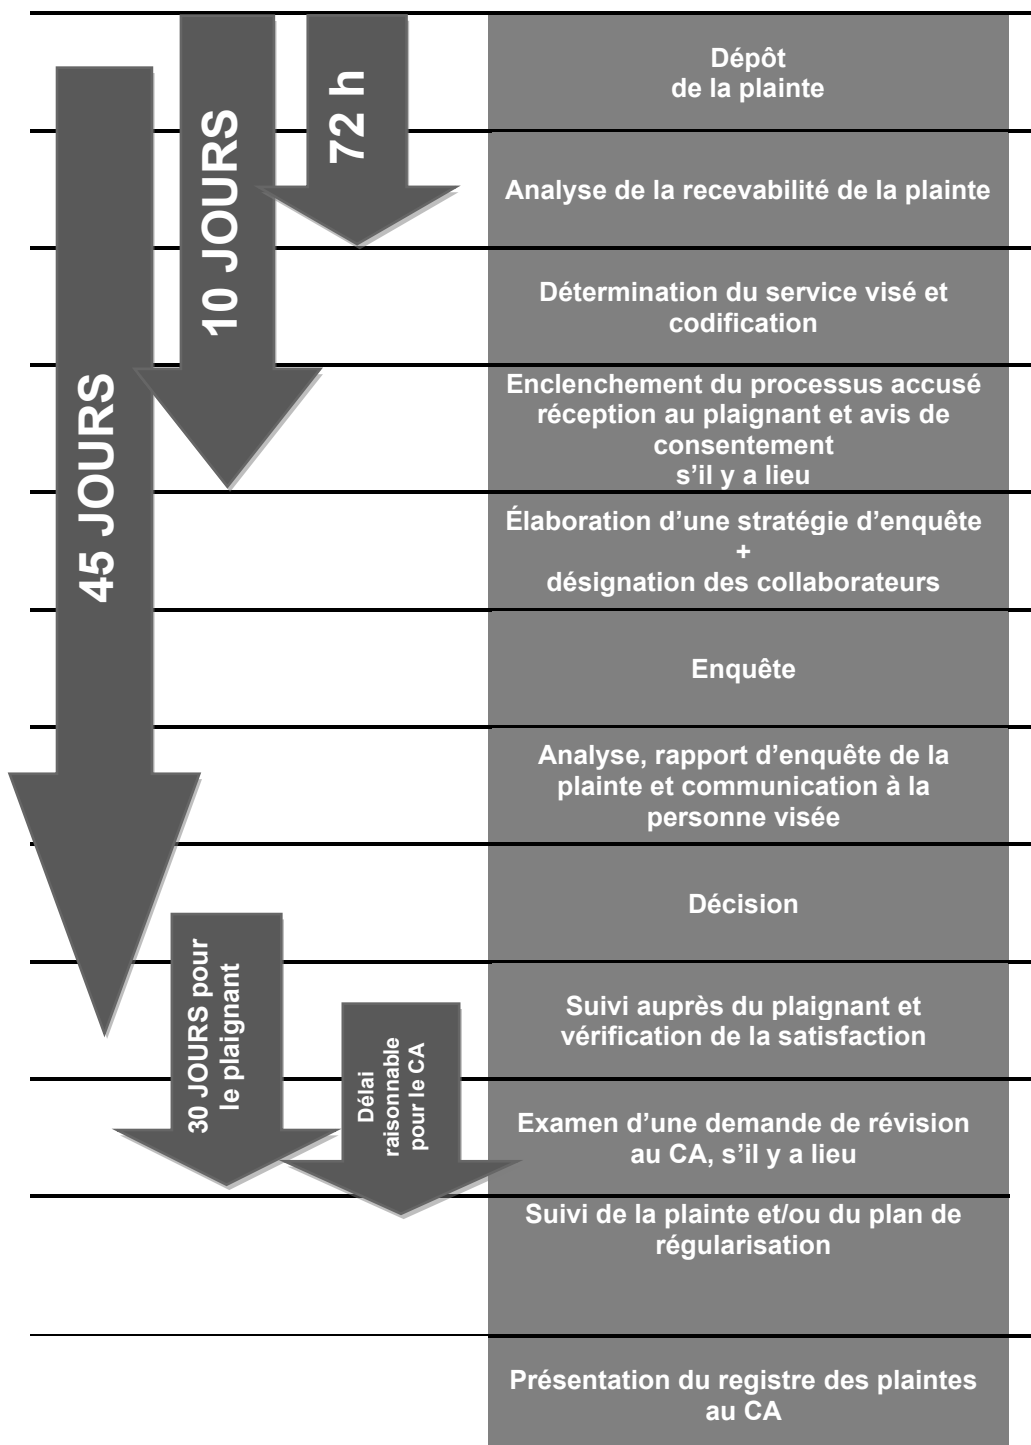 45 JOURS
10 JOURS
72 h
Dépôt
de la plainte
Analyse de la recevabilité de la plainte
Détermination du service visé et
codification
Enclenchement du processus accusé
réception au plaignant et avis de
consentement
s’il y a lieu
Élaboration d’une stratégie d’enquête
+
désignation des collaborateurs
Enquête
Analyse, rapport d’enquête de la
plainte et communication à la
personne visée
Décision
30 JOURS pour
le plaignant
Délai
raisonnable
pour le CA
Suivi auprès du plaignant et
vérification de la satisfaction
Examen d’une demande de révision
au CA, s’il y a lieu
Suivi de la plainte et/ou du plan de
régularisation
Présentation du registre des plaintes
au CA